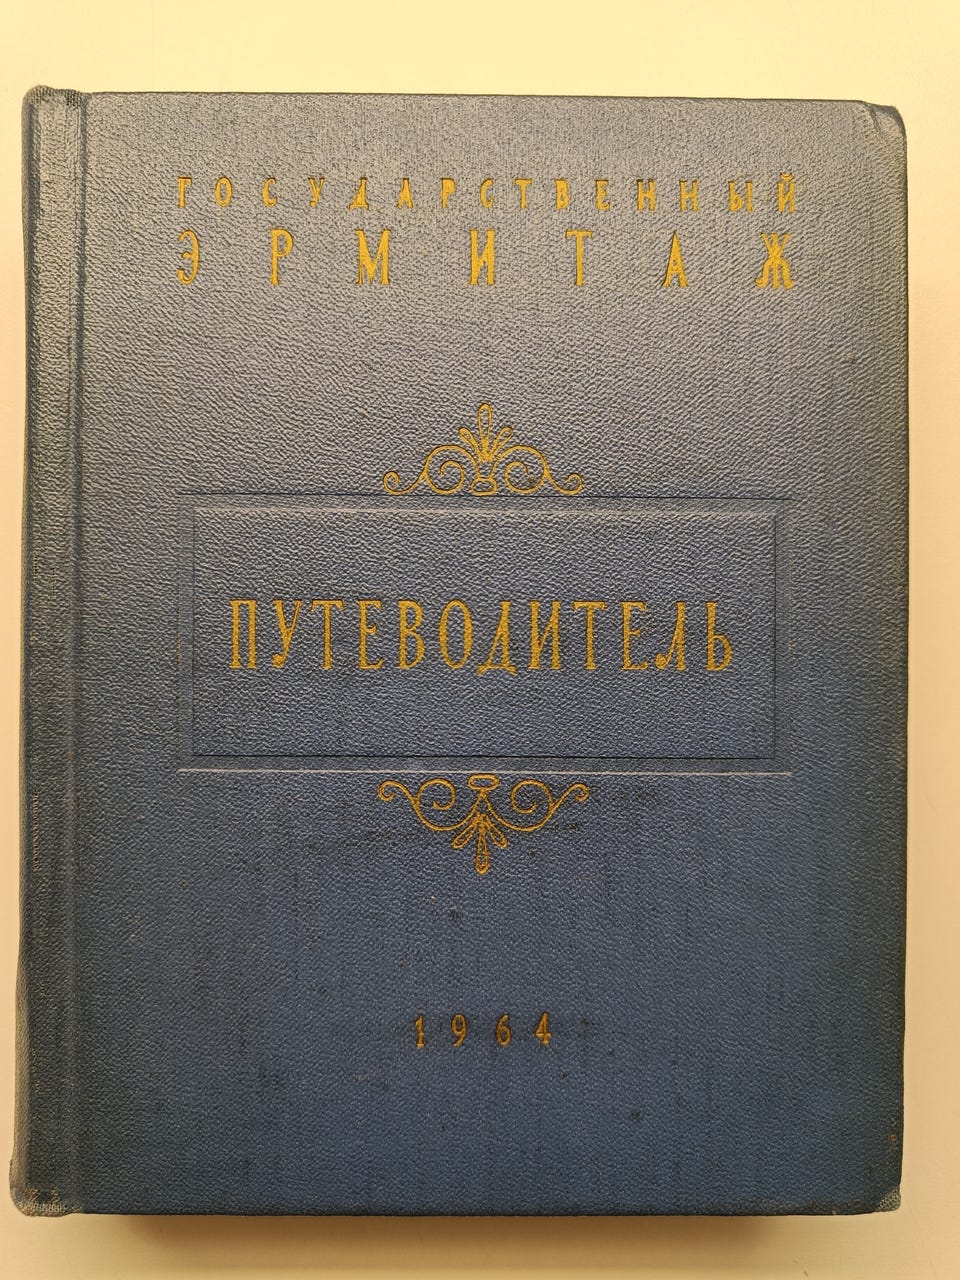 ГОСУДАРСТВЕННЫЙ
ЭРМИТАЖ
ПУТЕВОДИТЕЛЬ
1964